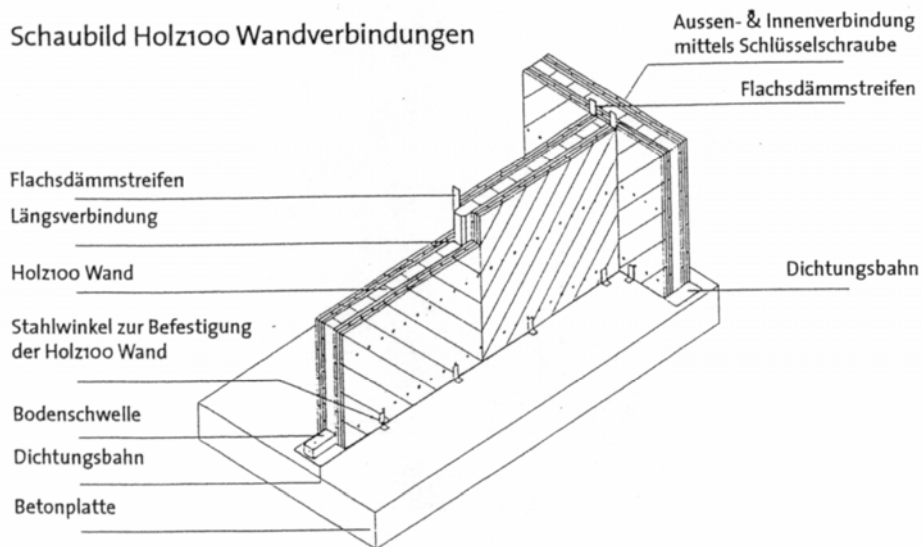 Schaubild Holz100 Wandverbindungen
Aussen- & Innenverbindung
mittels Schlüsselschraube
Flachsdämmstreifen
Flachsdämmstreifen
Längsverbindung
Holz100 Wand
Dichtungsbahn
Stahlwinkel zur Befestigung
der Holz100 Wand
Bodenschwelle
Dichtungsbahn
Betonplatte